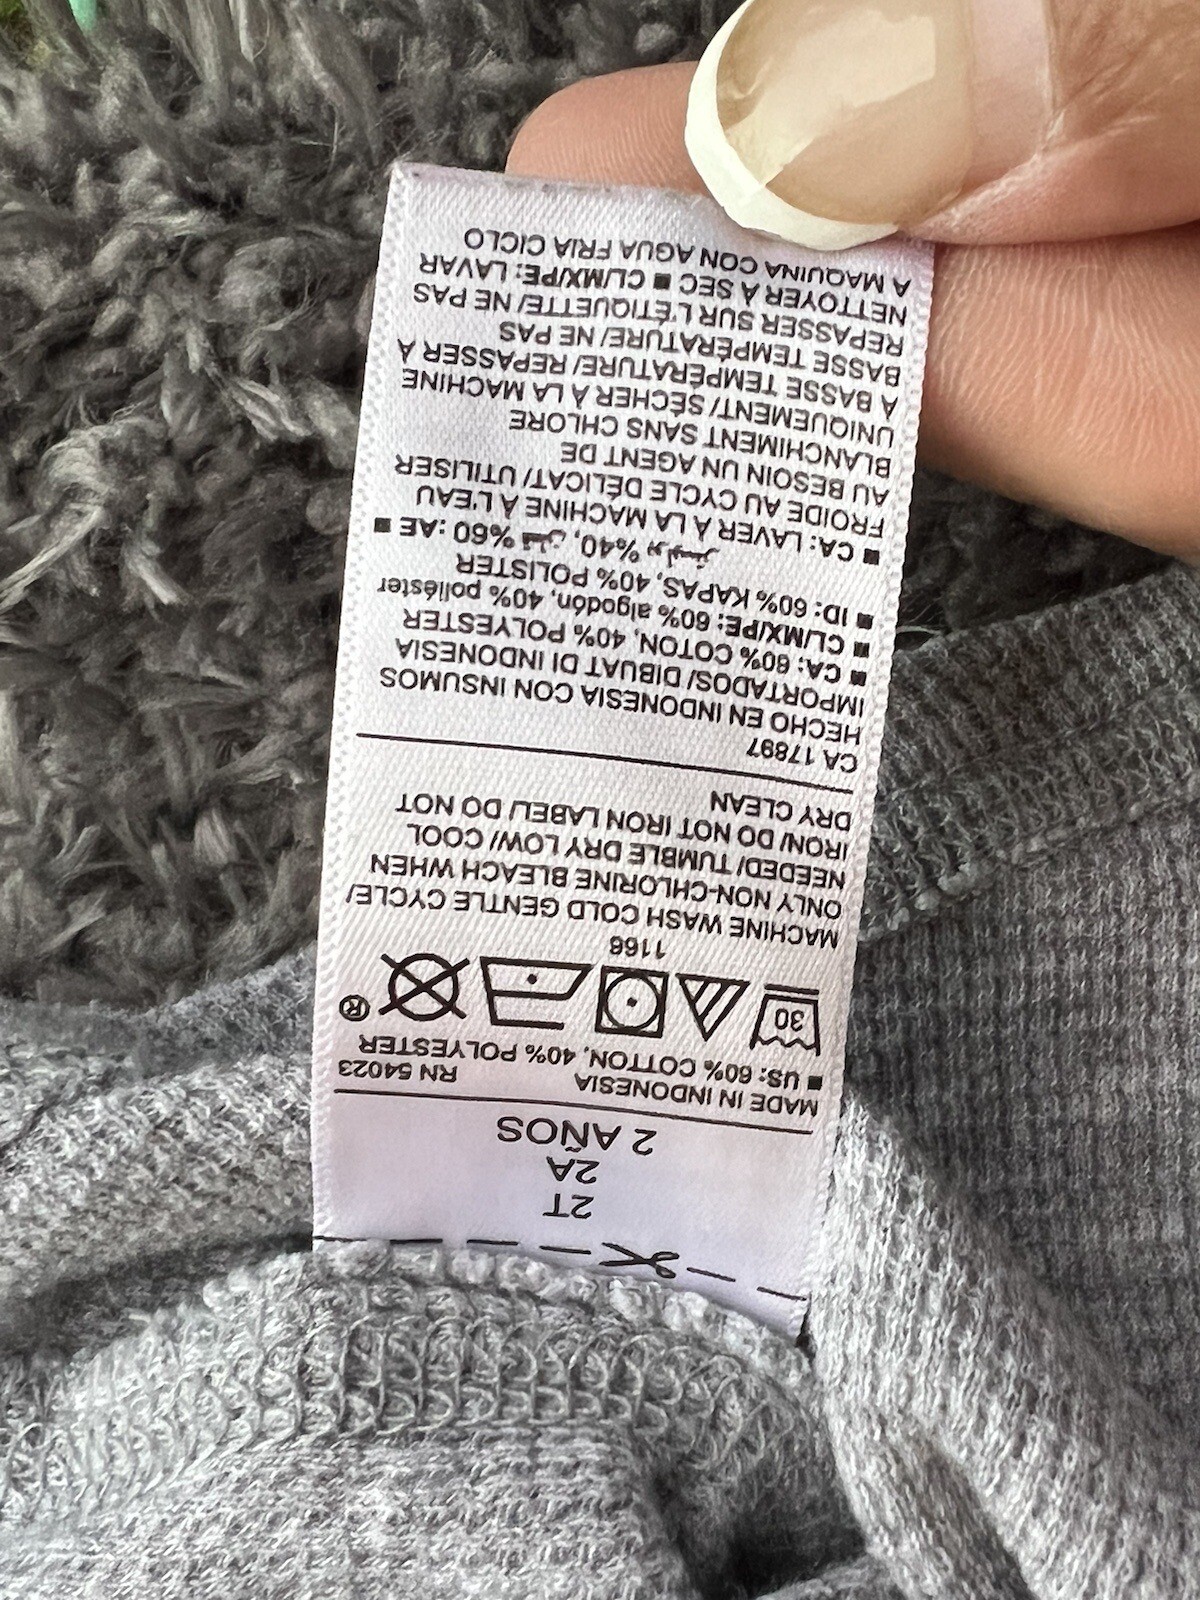 2T
2A
2 AÑOS
MADE IN INDONESIA RN 54023
■ US: 60% COTTON, 40% POLYESTER
30 ®
1166
MACHINE WASH COLD GENTLE CYCLE/
ONLY NON-CHLORINE BLEACH WHEN
NEEDED/ TUMBLE DRY LOW/ COOL
IRON/ DO NOT IRON LABEL/ DO NOT
DRY CLEAN
CA 17897
HECHO EN INDONESIA CON INSUMOS
IMPORTADOS/ DIBUAT DI INDONESIA
■ CA: 60% COTON, 40% POLYESTER
■ CL/MX/PE: 60% algodón, 40% poliéster
■ ID: 60% KAPAS, 40% POLISTER
■ AE: 60% قطن, 40% بوليستر
■ CA: LAVER À LA MACHINE À L'EAU
FROIDE AU CYCLE DÉLICAT/ UTILISER
AU BESOIN UN AGENT DE
BLANCHIMENT SANS CHLORE
UNIQUEMENT/ SÉCHER À LA MACHINE
A BASSE TEMPÉRATURE/ REPASSER À
BASSE TEMPÉRATURE/ NE PAS
REPASSER SUR L'ÉTIQUETTE/ NE PAS
NETTOYER À SEC ■ CL/MX/PE: LAVAR
A MAQUINA CON AGUA FRIA CICLO